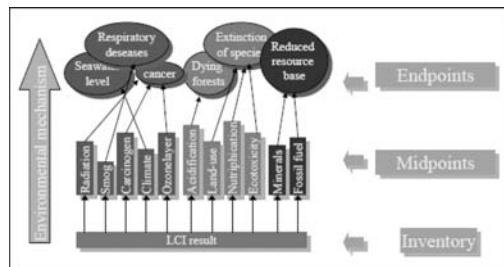 Respiratory
deseases
Seawater
level
cancer
Dying
forests
Extinction
of species
Reduced
resource
base
Endpoints
Environmental mechanism
Radiation
Smog
Carcinogen
Climate
Ozonelayer
Acidification
Land-use
Nutriphication
Ecotoxicity
Minerals
Fossil fuel
Midpoints
LCI result
Inventory